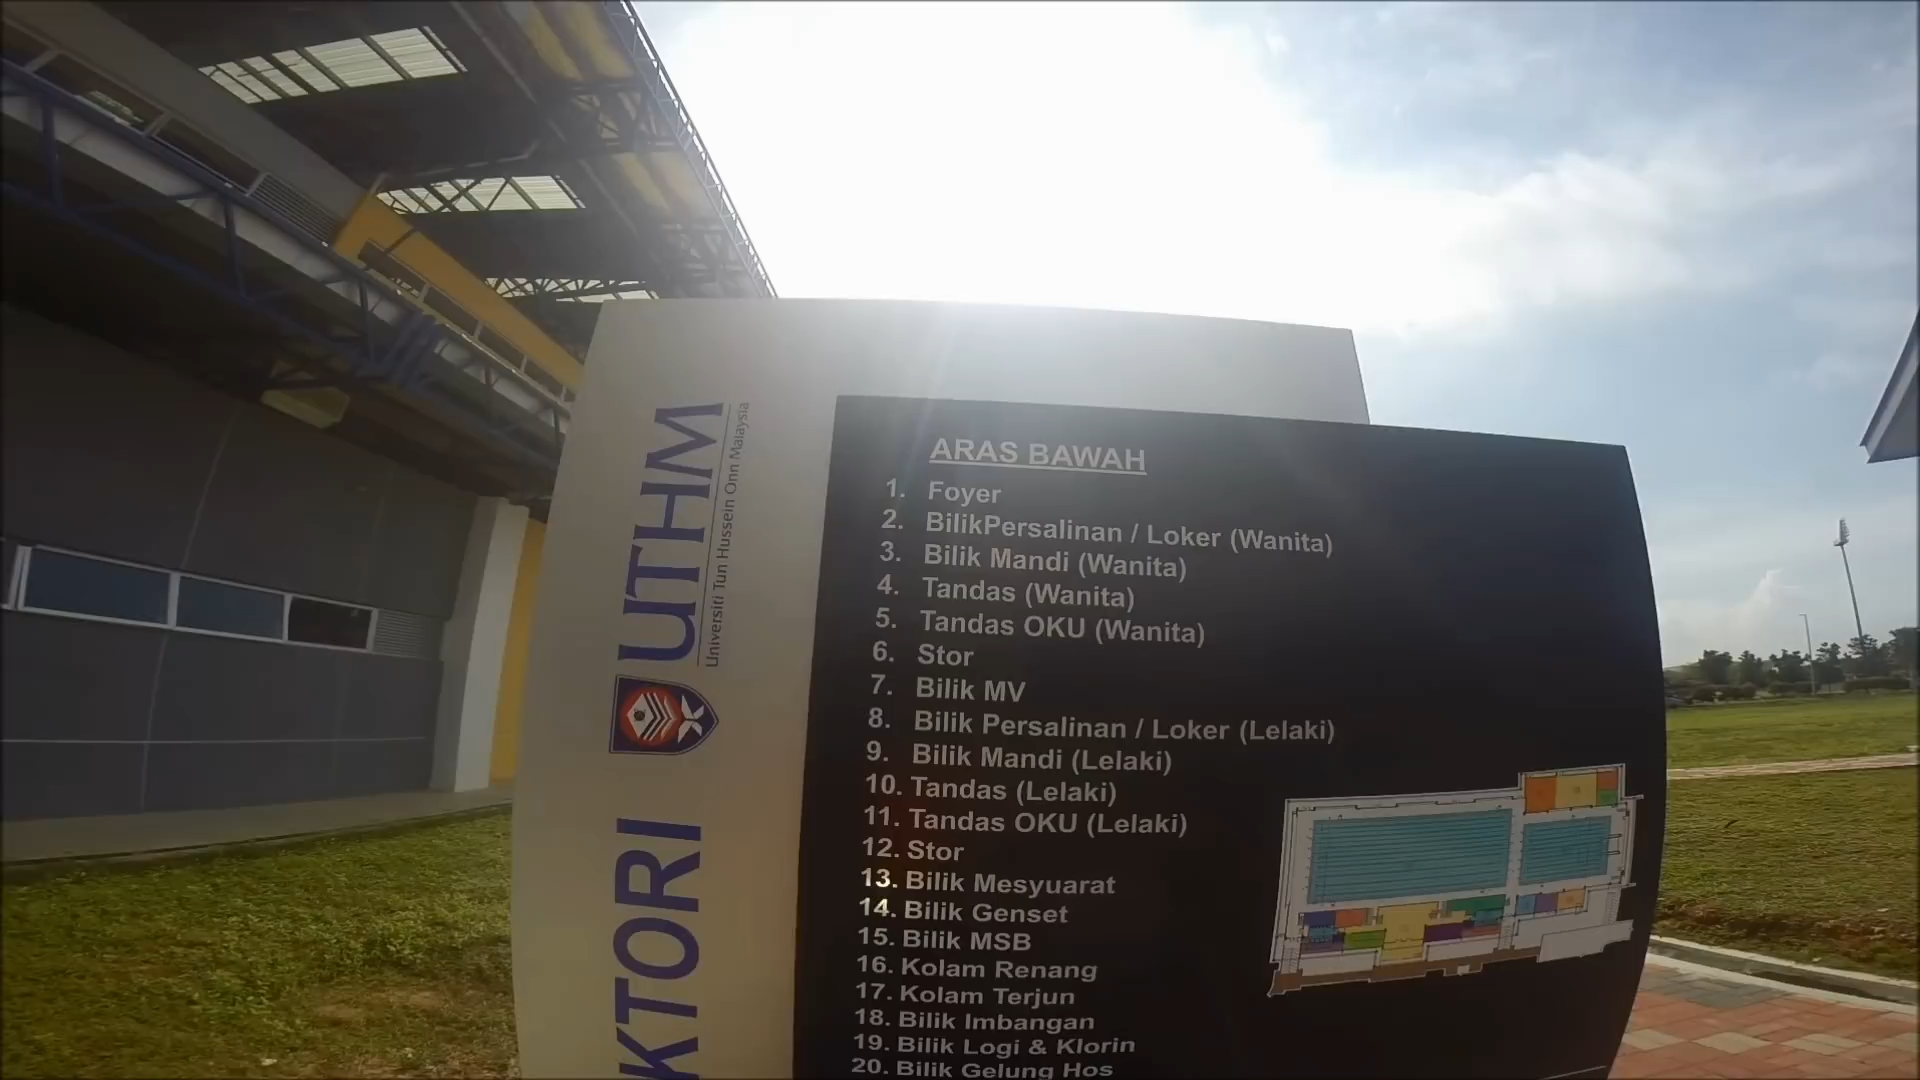 UTHM
Universiti Tun Hussein Onn Malaysia
KTORI
ARAS BAWAH
1. Foyer
2. BilikPersalinan / Loker (Wanita)
3. Bilik Mandi (Wanita)
4. Tandas (Wanita)
5. Tandas OKU (Wanita)
6. Stor
7. Bilik MV
8. Bilik Persalinan / Loker (Lelaki)
9. Bilik Mandi (Lelaki)
10. Tandas (Lelaki)
11. Tandas OKU (Lelaki)
12. Stor
13. Bilik Mesyuarat
14. Bilik Genset
15. Bilik MSB
16. Kolam Renang
17. Kolam Terjun
18. Bilik Imbangan
19. Bilik Logi & Klorin
20. Bilik Gelung Hos